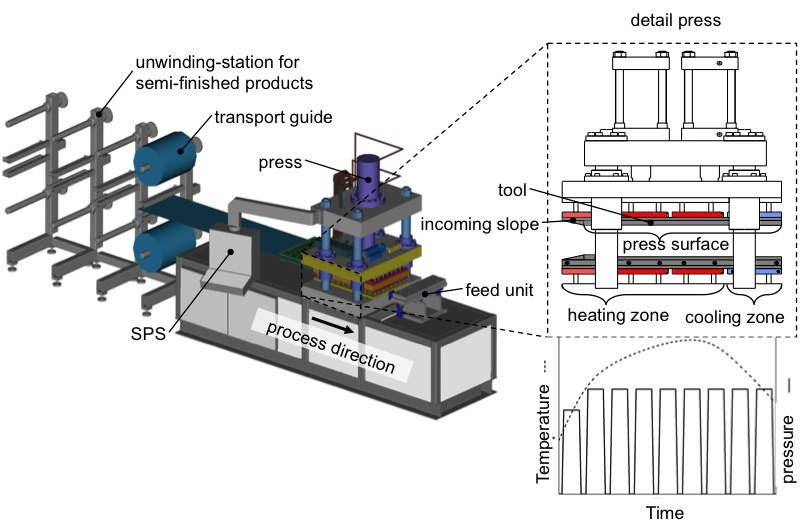 detail press
unwinding-station for
semi-finished products
transport guide
press
tool
incoming slope
press surface
feed unit
heating zone
cooling zone
SPS
process direction
Temperature ---
pressure —
Time